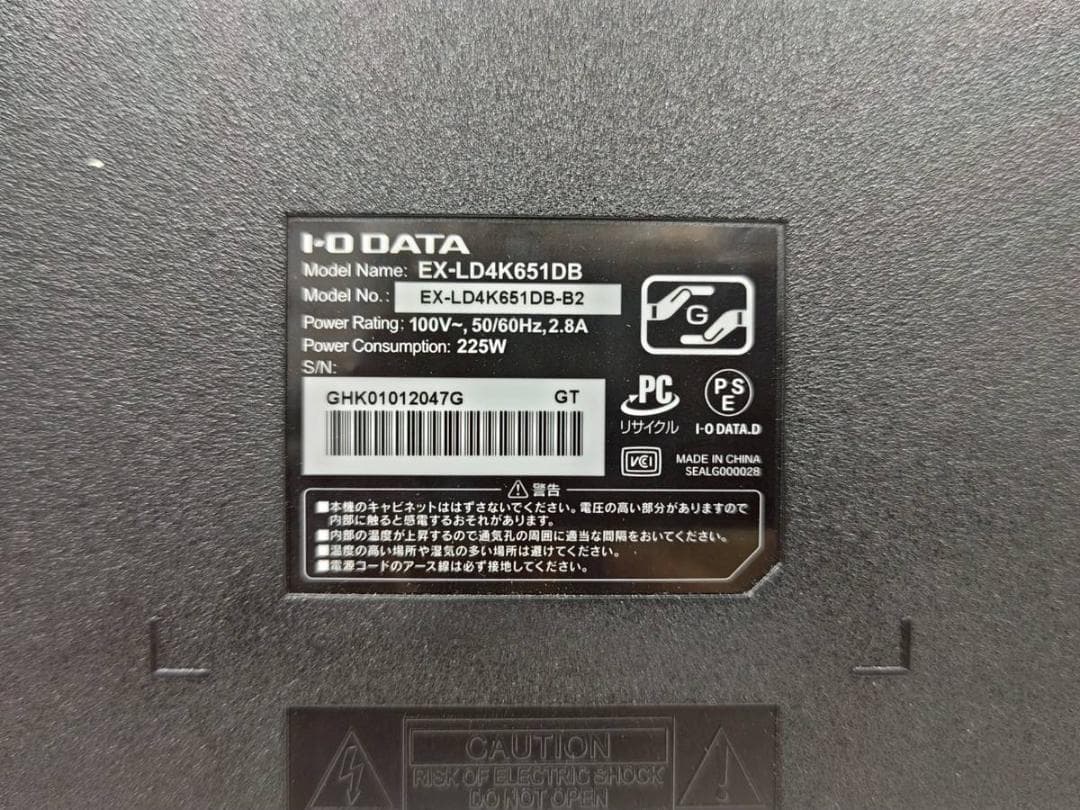 I-O DATA
Model Name: EX-LD4K651DB
Model No.: EX-LD4K651DB-B2
Power Rating: 100V~, 50/60Hz, 2.8A
Power Consumption: 225W
S/N:
GHK01012047G GT
G
PC
リサイクル
PSE
I-O DATA.D
VCI
MADE IN CHINA
SEALG000028
警告
■本機のキャビネットははずさないでください。電圧の高い部分がありますので
内部に触ると感電するおそれがあります。
■内部の温度が上昇するので通気孔の周囲に適当な間隔をおいてください。
■温度の高い場所や湿気の多い場所は避けてください。
■電源コードのアース線は必ず接地してください。
CAUTION
RISK OF ELECTRIC SHOCK
DO NOT OPEN